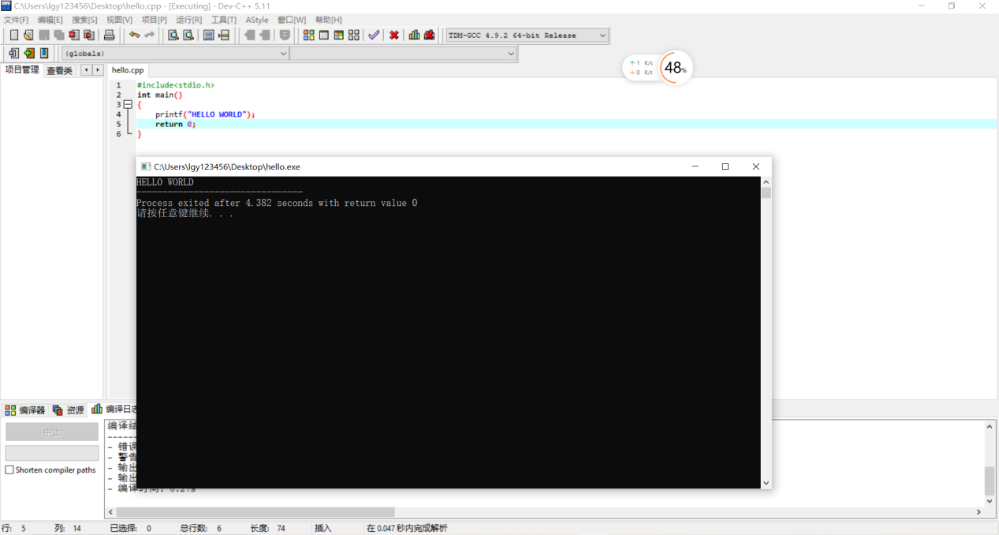 C:\Users\lgy123456\Desktop\hello.cpp - [Executing] - Dev-C++ 5.11
文件[F] 编辑[E] 搜索[S] 视图[V] 项目[P] 运行[R] 工具[T] AStyle 窗口[W] 帮助[H]
TDM-GCC 4.9.2 64-bit Release
(globals)
项目管理 查看类 hello.cpp
↑ 1 K/s
↓ 0 K/s
48%
1 #include<stdio.h>
2 int main()
3 {
4 printf("HELLO WORLD");
5 return 0;
6 }
C:\Users\lgy123456\Desktop\hello.exe
HELLO WORLD
--------------------------------
Process exited after 4.382 seconds with return value 0
请按任意键继续. . .
编译器 资源 编译日志
中止
Shorten compiler paths
编译结
- 错误
- 警告
- 输出
- 输出
- 编译时间: 0.27s
行: 5 列: 14 已选择: 0 总行数: 6 长度: 74 插入 在 0.047 秒内完成解析